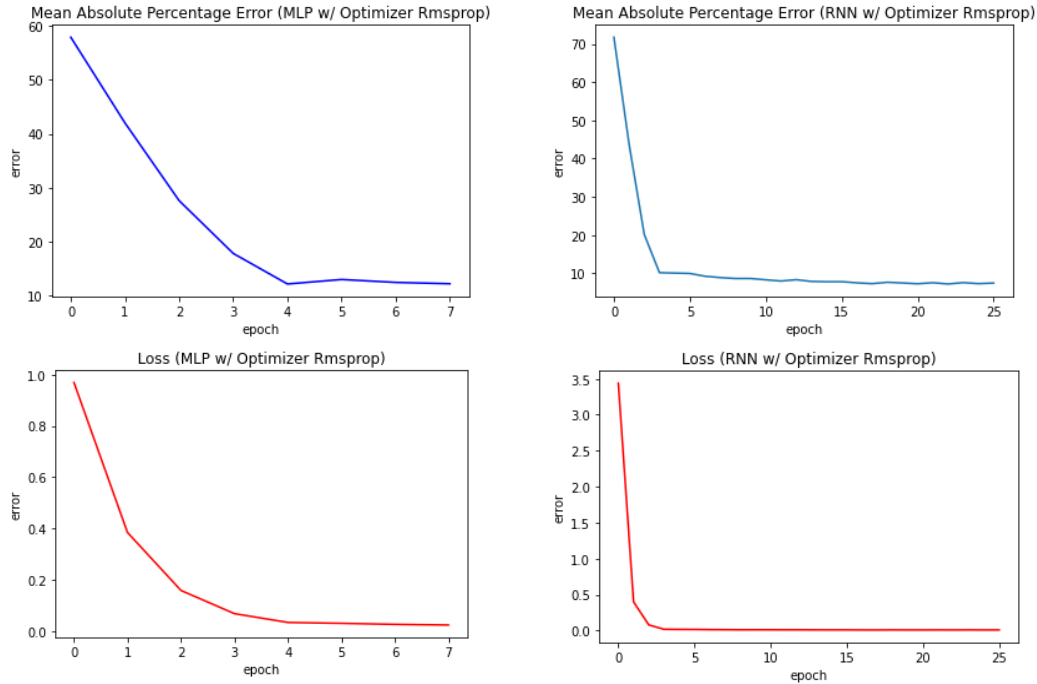 Mean Absolute Percentage Error (MLP w/ Optimizer Rmsprop)
60
50
40
30
20
10
error
0 1 2 3 4 5 6 7
epoch
Mean Absolute Percentage Error (RNN w/ Optimizer Rmsprop)
70
60
50
40
30
20
10
error
0 5 10 15 20 25
epoch
Loss (MLP w/ Optimizer Rmsprop)
1.0
0.8
0.6
0.4
0.2
0.0
error
0 1 2 3 4 5 6 7
epoch
Loss (RNN w/ Optimizer Rmsprop)
3.5
3.0
2.5
2.0
1.5
1.0
0.5
0.0
error
0 5 10 15 20 25
epoch